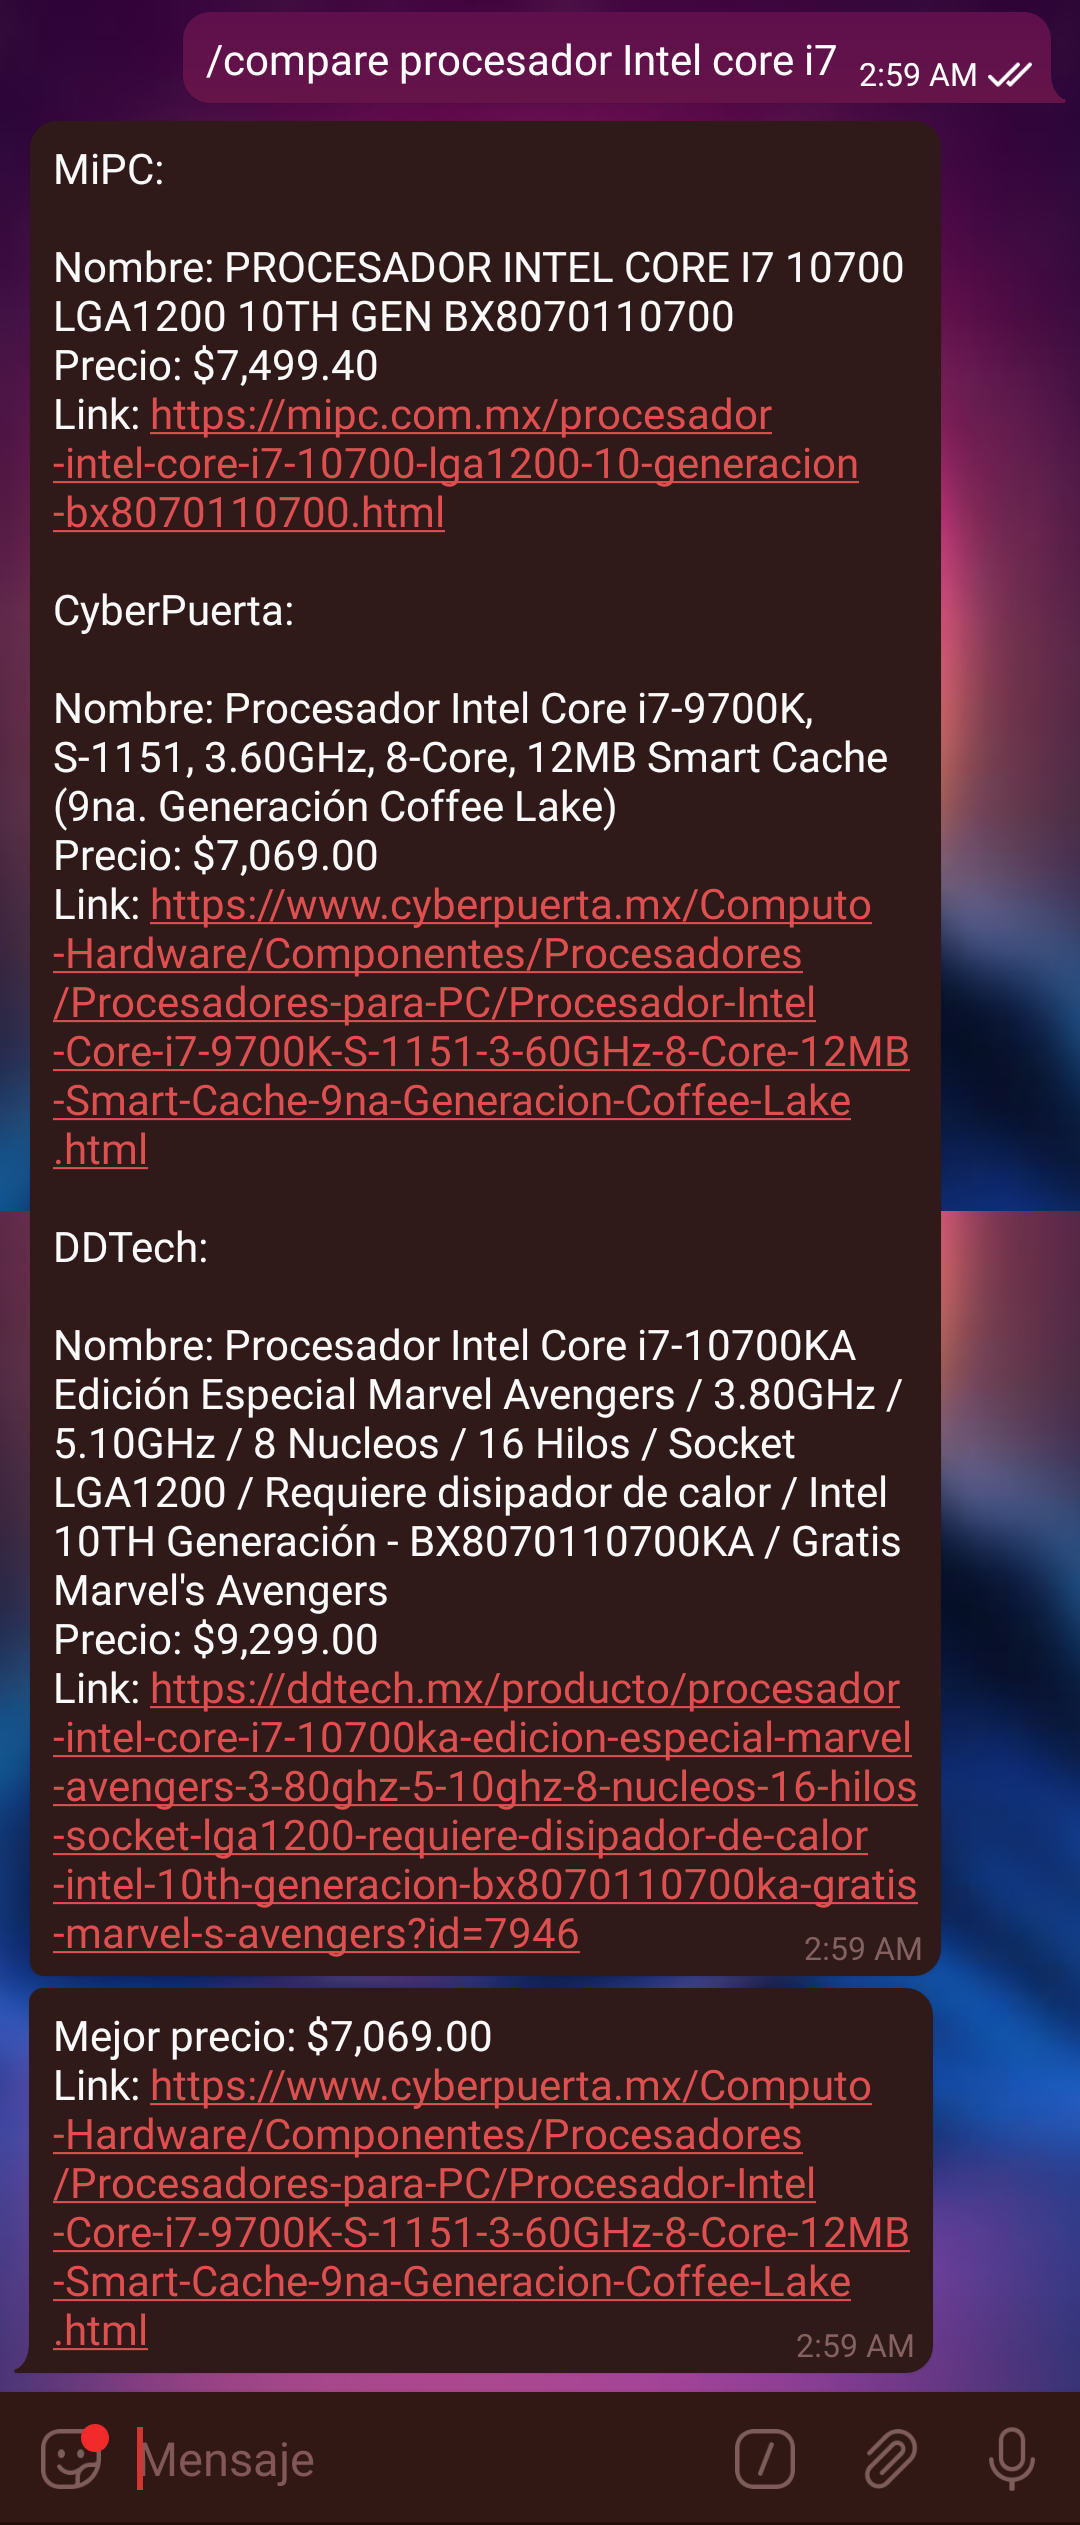 /compare procesador Intel core i7 2:59 AM
MiPC:
Nombre: PROCESADOR INTEL CORE I7 10700
LGA1200 10TH GEN BX8070110700
Precio: $7,499.40
Link: https://mipc.com.mx/procesador
-intel-core-i7-10700-lga1200-10-generacion
-bx8070110700.html
CyberPuerta:
Nombre: Procesador Intel Core i7-9700K,
S-1151, 3.60GHz, 8-Core, 12MB Smart Cache
(9na. Generación Coffee Lake)
Precio: $7,069.00
Link: https://www.cyberpuerta.mx/Computo
-Hardware/Componentes/Procesadores
/Procesadores-para-PC/Procesador-Intel
-Core-i7-9700K-S-1151-3-60GHz-8-Core-12MB
-Smart-Cache-9na-Generacion-Coffee-Lake
.html
DDTech:
Nombre: Procesador Intel Core i7-10700KA
Edición Especial Marvel Avengers / 3.80GHz /
5.10GHz / 8 Nucleos / 16 Hilos / Socket
LGA1200 / Requiere disipador de calor / Intel
10TH Generación - BX8070110700KA / Gratis
Marvel's Avengers
Precio: $9,299.00
Link: https://ddtech.mx/producto/procesador
-intel-core-i7-10700ka-edicion-especial-marvel
-avengers-3-80ghz-5-10ghz-8-nucleos-16-hilos
-socket-lga1200-requiere-disipador-de-calor
-intel-10th-generacion-bx8070110700ka-gratis
-marvel-s-avengers?id=7946
2:59 AM
Mejor precio: $7,069.00
Link: https://www.cyberpuerta.mx/Computo
-Hardware/Componentes/Procesadores
/Procesadores-para-PC/Procesador-Intel
-Core-i7-9700K-S-1151-3-60GHz-8-Core-12MB
-Smart-Cache-9na-Generacion-Coffee-Lake
.html
2:59 AM
Mensaje